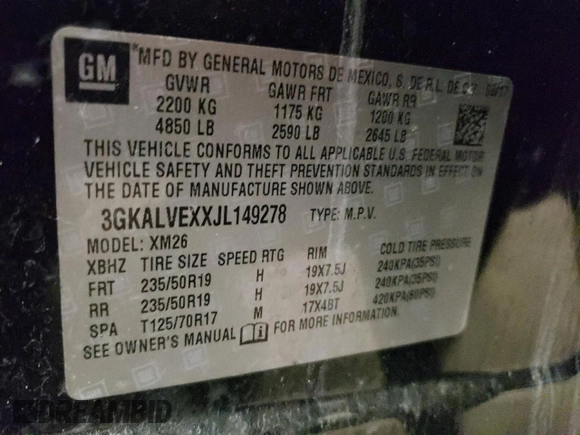 GM
*MFD BY GENERAL MOTORS DE MEXICO, S. DE R.L. DE C.V.
GVWR GAWR FRT GAWR RR
2200 KG 1175 KG 1200 KG
4850 LB 2590 LB 2645 LB
THIS VEHICLE CONFORMS TO ALL APPLICABLE U.S. FEDERAL MOTOR
VEHICLE SAFETY AND THEFT PREVENTION STANDARDS IN EFFECT ON
THE DATE OF MANUFACTURE SHOWN ABOVE.
3GKALVEXXJL149278 TYPE: M.P.V.
MODEL: XM26
XBHZ TIRE SIZE SPEED RTG RIM COLD TIRE PRESSURE
FRT 235/50R19 H 19X7.5J 240KPA(35PSI)
RR 235/50R19 H 19X7.5J 240KPA(35PSI)
SPA T125/70R17 M 17X4BT 420KPA(60PSI)
SEE OWNER'S MANUAL FOR MORE INFORMATION.
DREAMBID